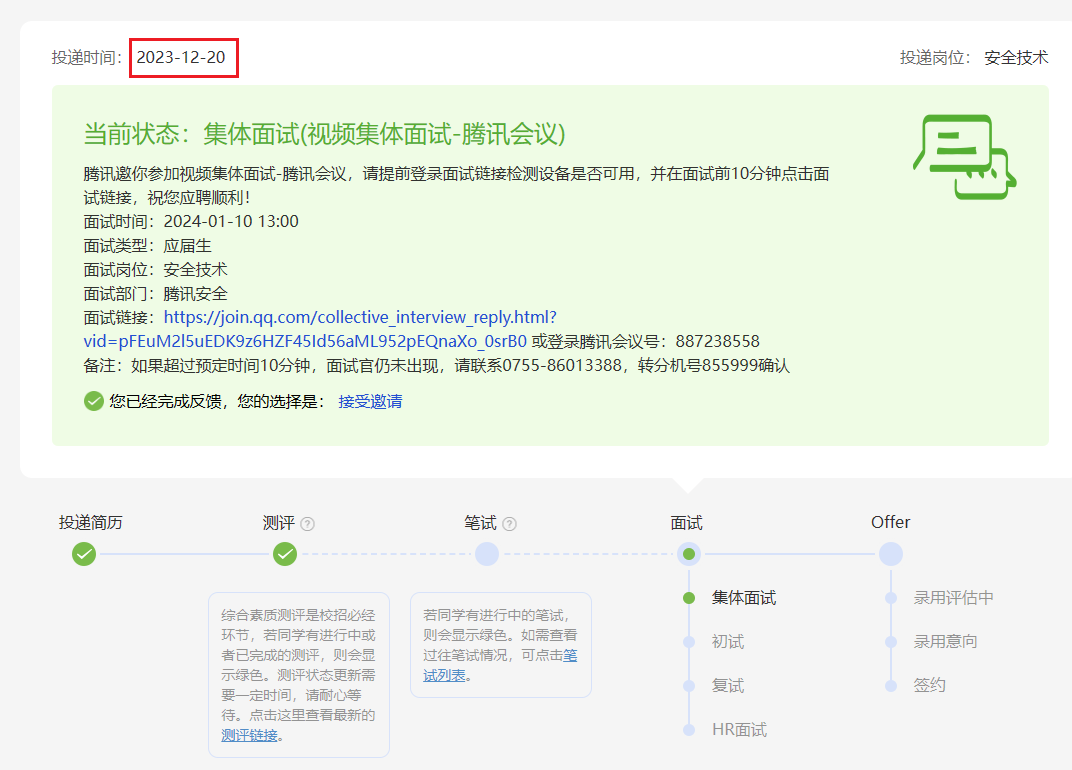 投递时间： 2023-12-20
投递岗位： 安全技术
当前状态：集体面试(视频集体面试-腾讯会议)
腾讯邀你参加视频集体面试-腾讯会议，请提前登录面试链接检测设备是否可用，并在面试前10分钟点击面
试链接，祝您应聘顺利！
面试时间：2024-01-10 13:00
面试类型：应届生
面试岗位：安全技术
面试部门：腾讯安全
面试链接：https://join.qq.com/collective_interview_reply.html?
vid=pFEuM2l5uEDK9z6HZF45Id56aML952pEQnaXo_0srB0 或登录腾讯会议号：887238558
备注：如果超过预定时间10分钟，面试官仍未出现，请联系0755-86013388，转分机号855999确认
您已经完成反馈，您的选择是： 接受邀请
投递简历
测评 ?
笔试 ?
面试
Offer
综合素质测评是校招必经
环节，若同学有进行中或
者已完成的测评，则会显
示绿色。测评状态更新需
要一定时间，请耐心等
待。点击这里查看最新的
测评链接。
若同学有进行中的笔试，
则会显示绿色。如需查看
过往笔试情况，可点击笔
试列表。
集体面试
初试
复试
HR面试
录用评估中
录用意向
签约